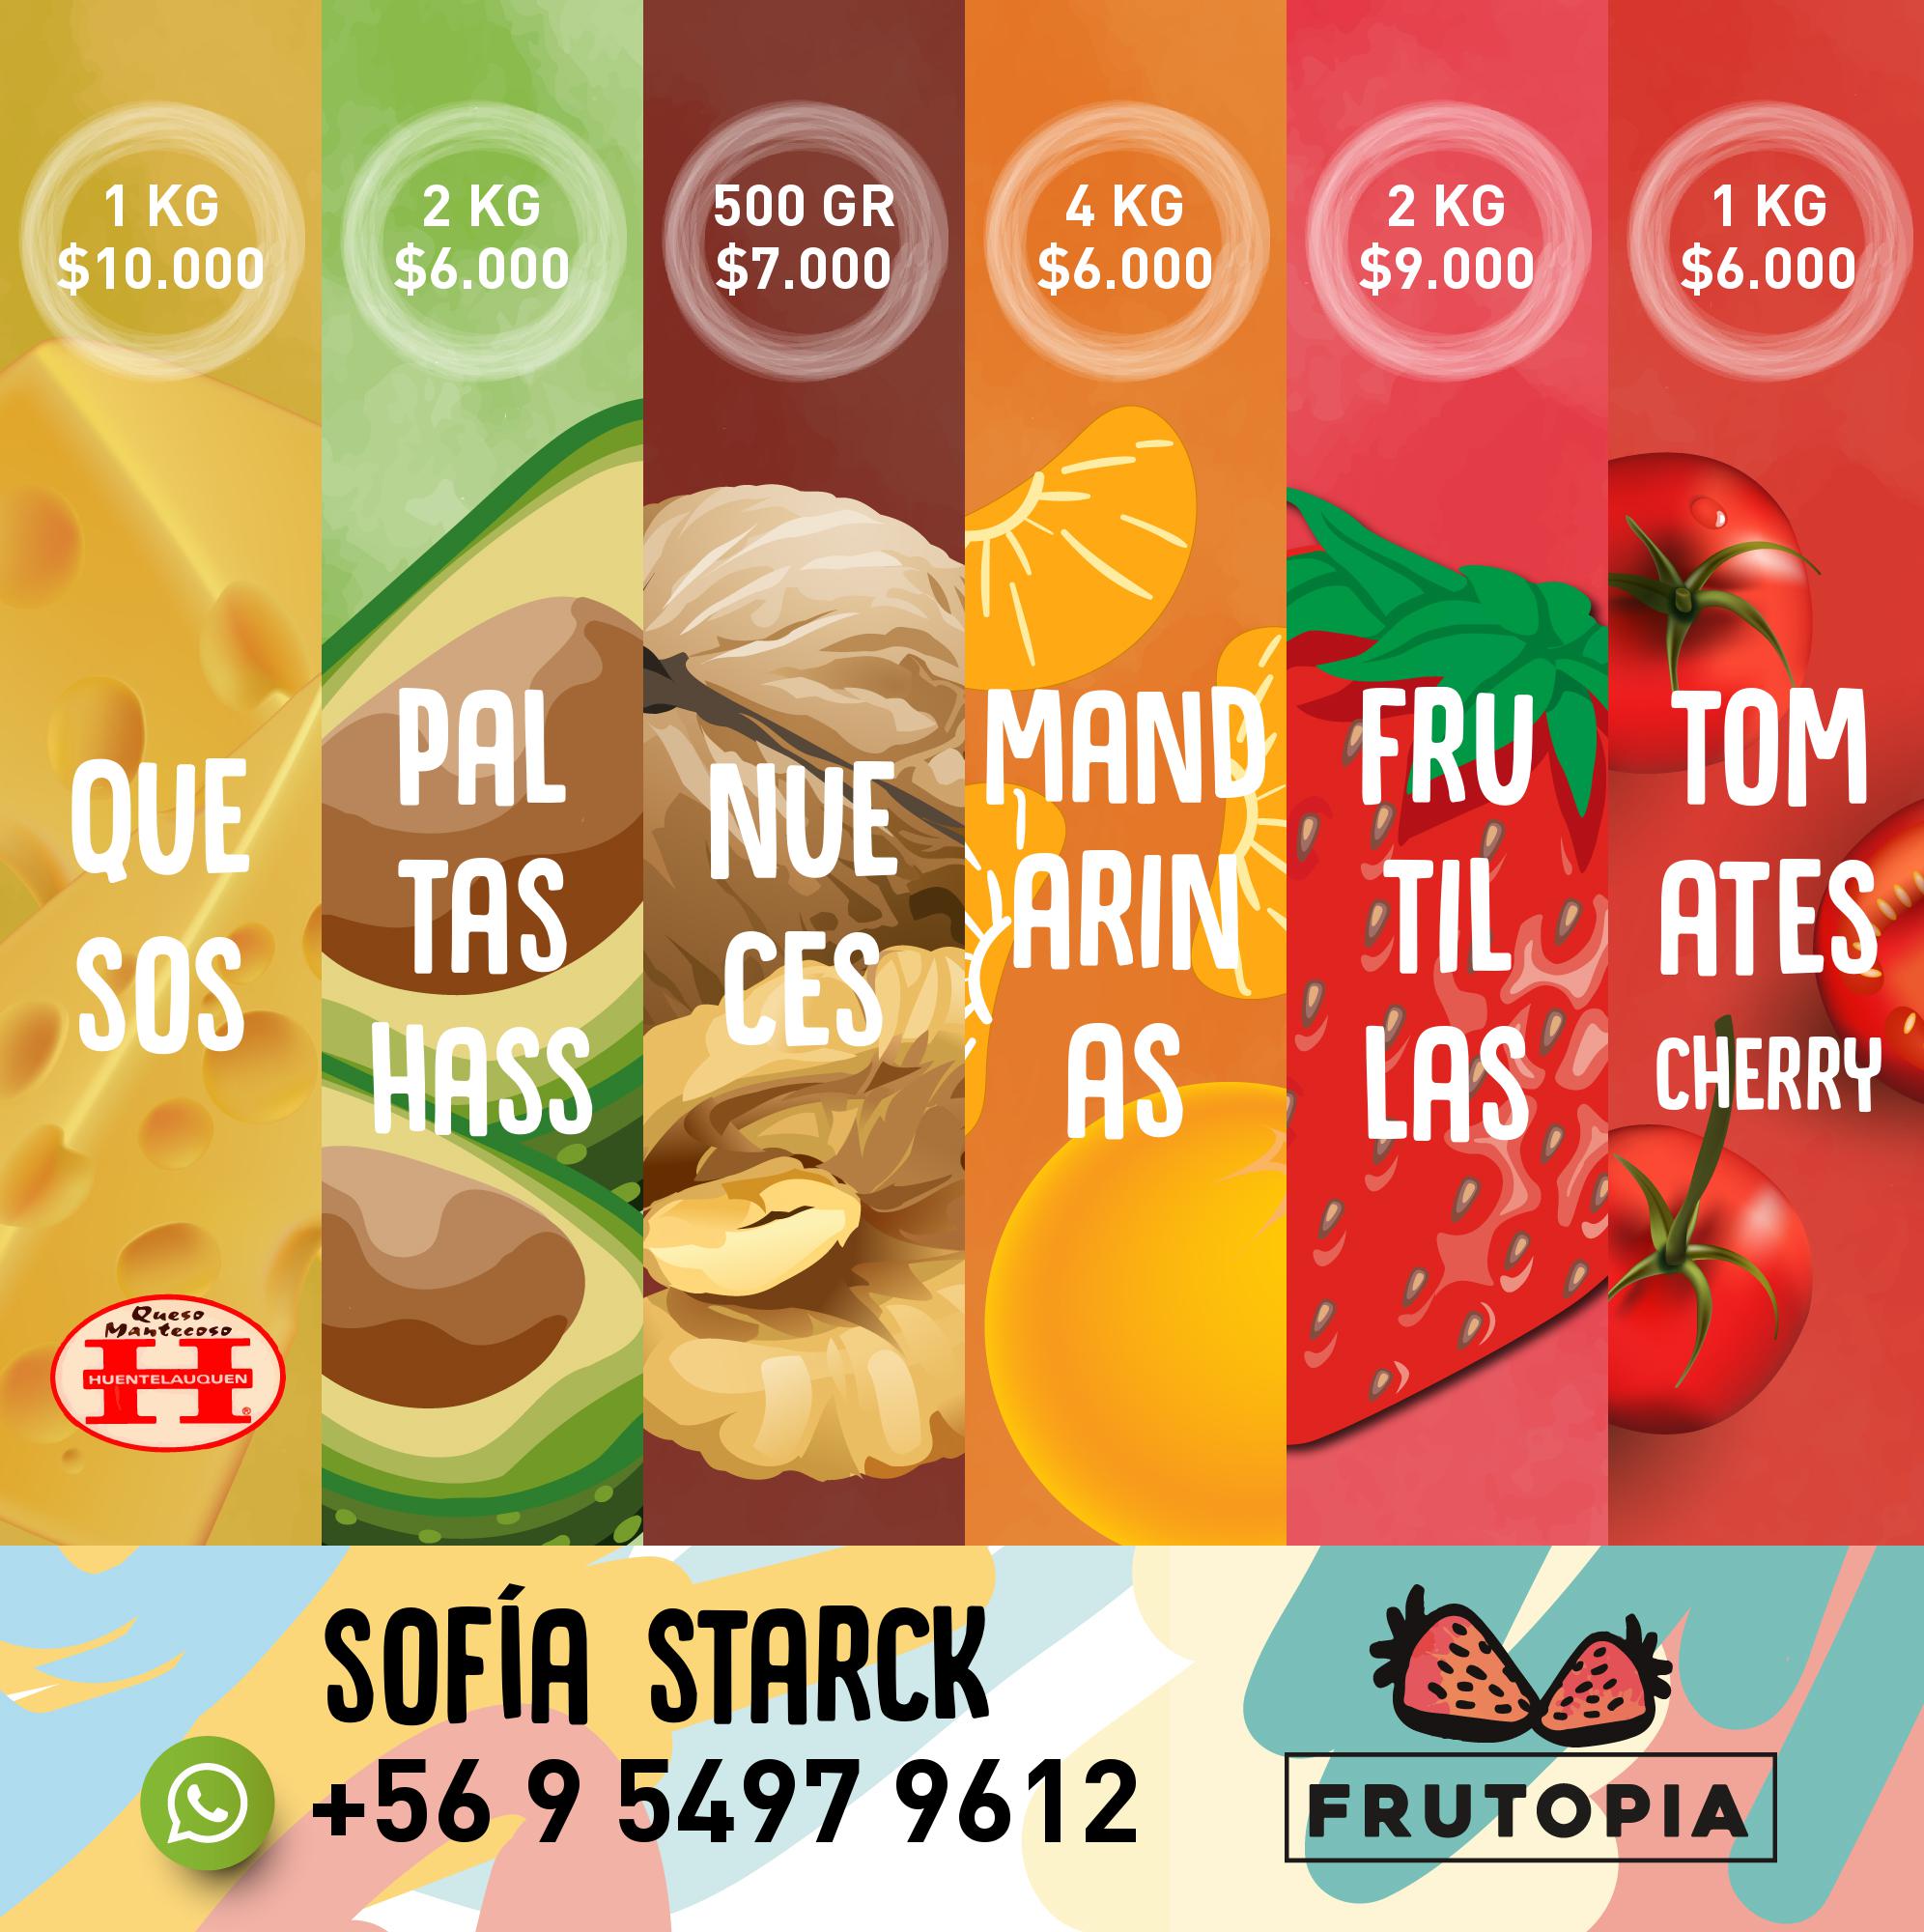 1 KG
$10.000
QUE
SOS
Queso
Mantecoso
H
HUENTELAUQUEN
®
2 KG
$6.000
PAL
TAS
HASS
500 GR
$7.000
NUE
CES
4 KG
$6.000
MAND
ARIN
AS
2 KG
$9.000
FRU
TIL
LAS
1 KG
$6.000
TOM
ATES
CHERRY
SOFÍA STARCK
+56 9 5497 9612
FRUTOPIA